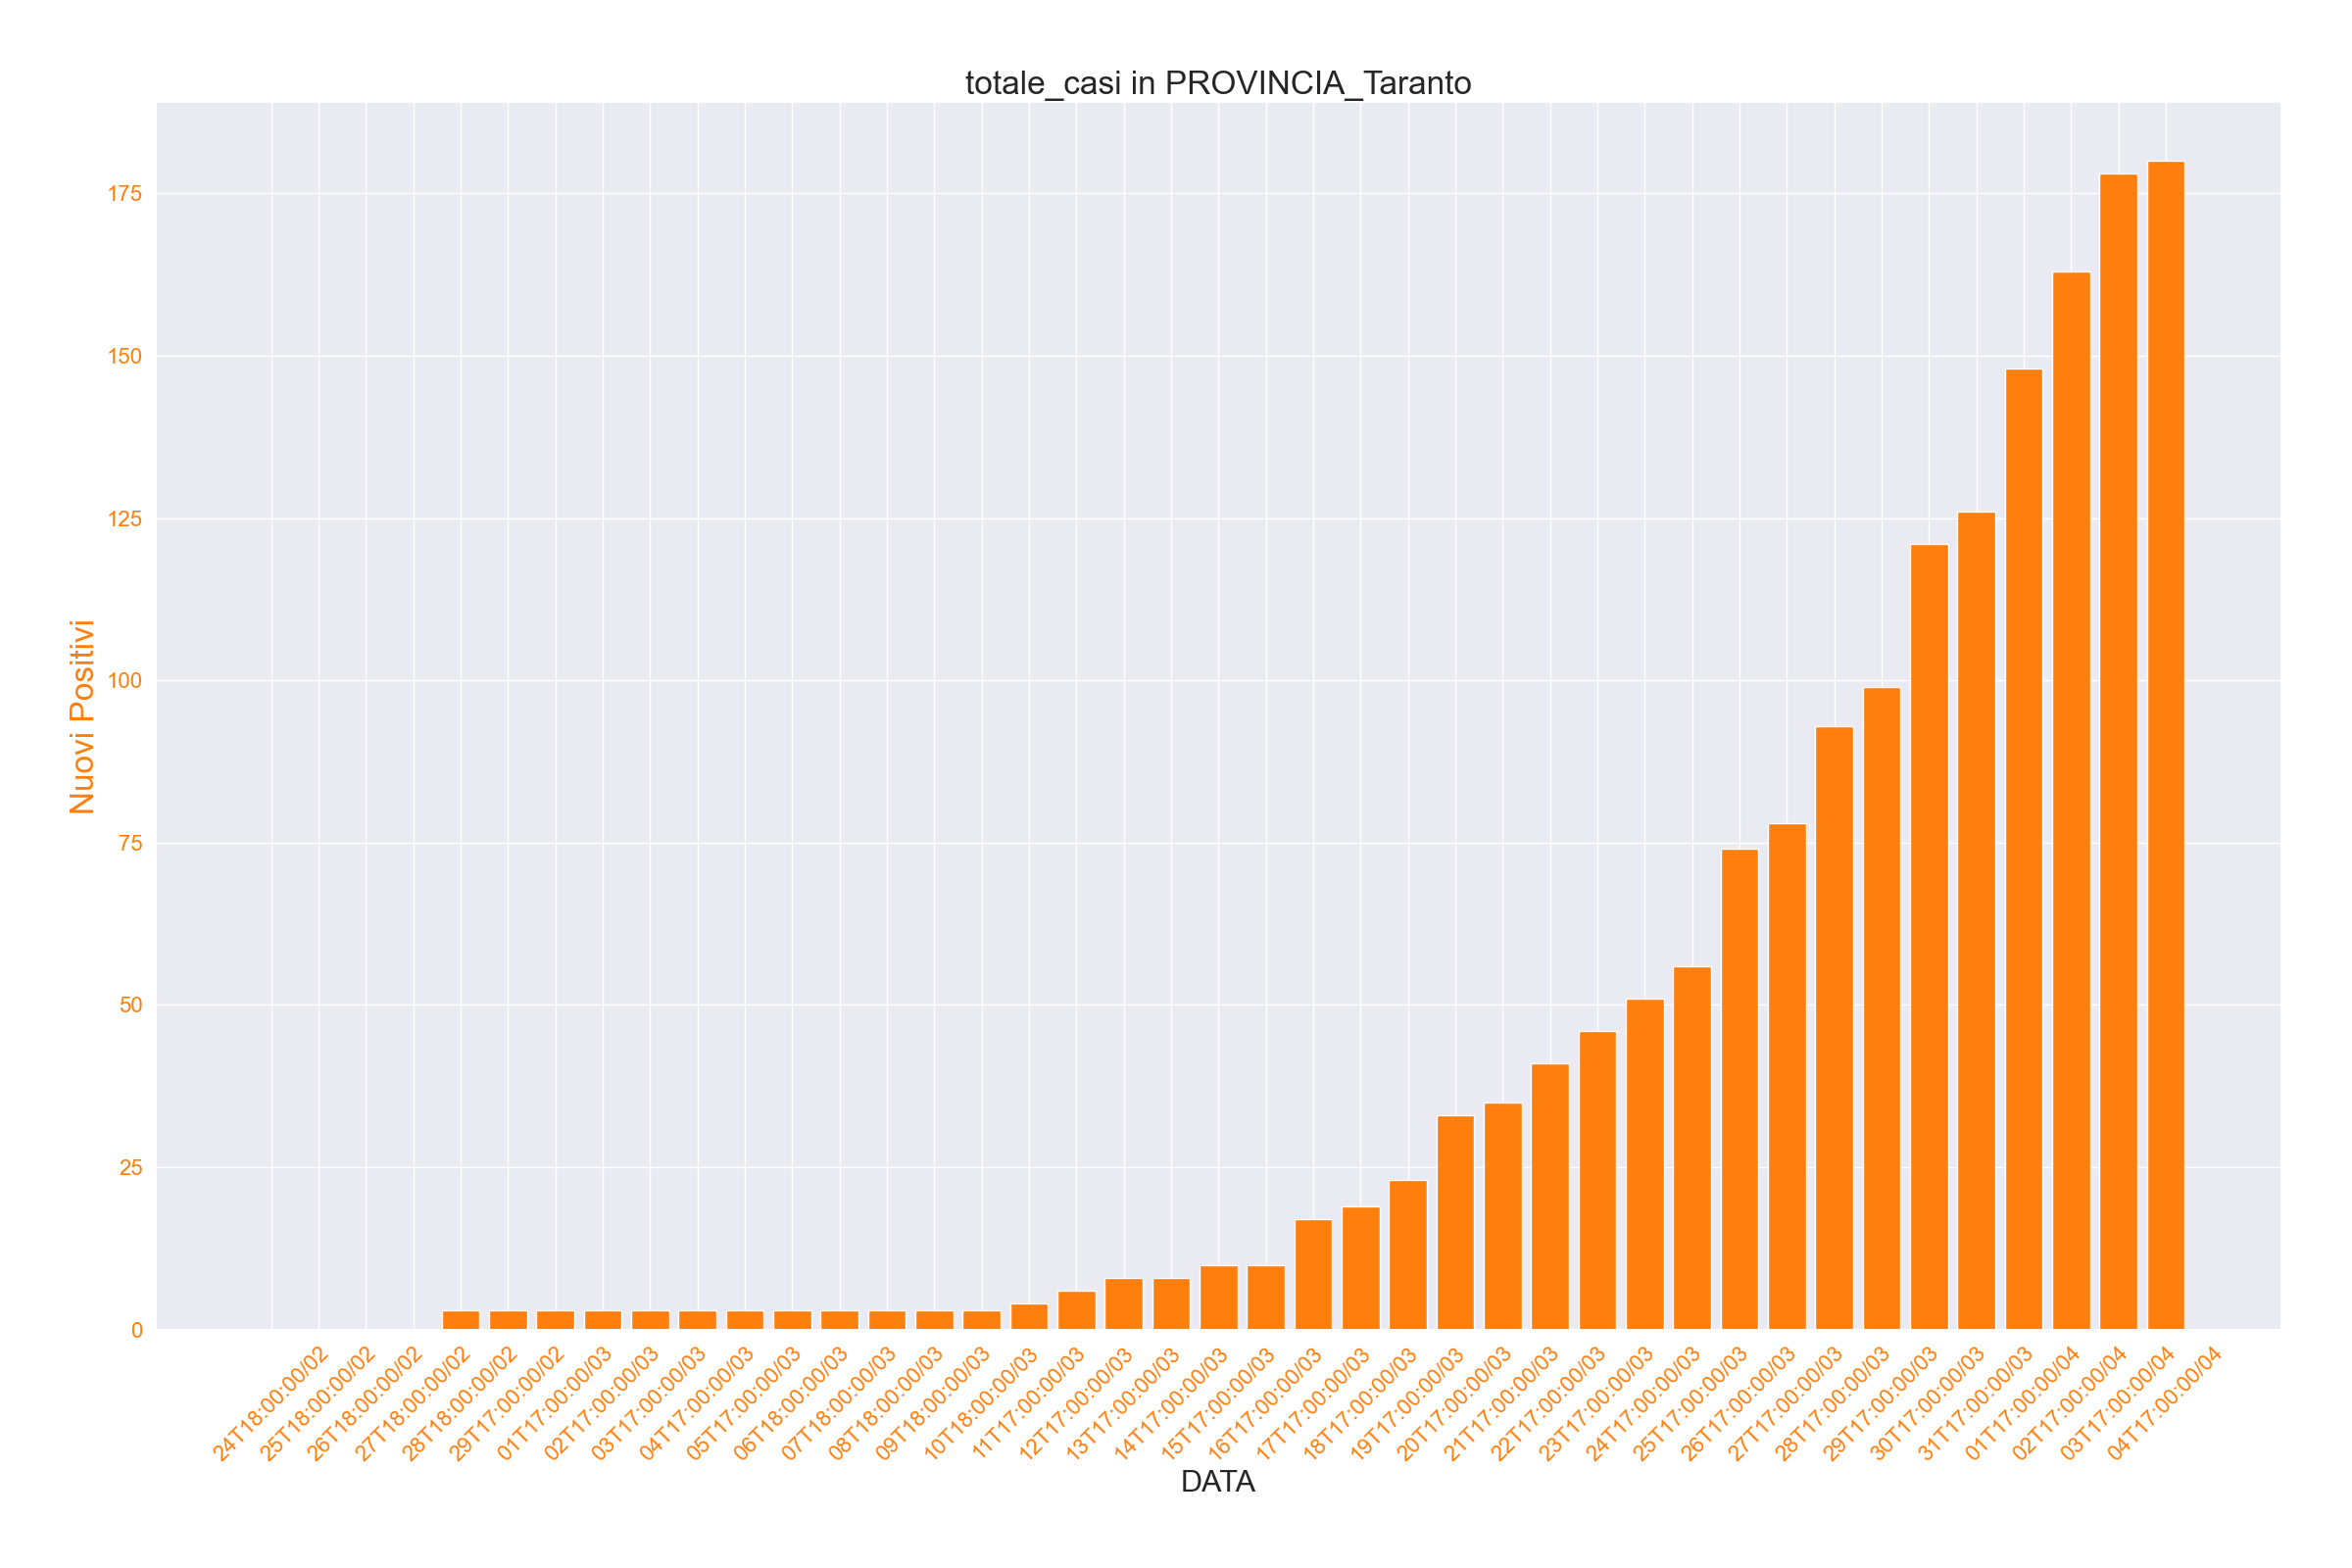 totale_casi in PROVINCIA_Taranto
175
150
125
100
75
50
25
0
Nuovi Positivi
24T18:00:00/02
25T18:00:00/02
26T18:00:00/02
27T18:00:00/02
28T18:00:00/02
29T17:00:00/02
01T17:00:00/03
02T17:00:00/03
03T17:00:00/03
04T17:00:00/03
05T17:00:00/03
06T18:00:00/03
07T18:00:00/03
08T18:00:00/03
09T18:00:00/03
10T18:00:00/03
11T17:00:00/03
12T17:00:00/03
13T17:00:00/03
14T17:00:00/03
15T17:00:00/03
16T17:00:00/03
17T17:00:00/03
18T17:00:00/03
19T17:00:00/03
20T17:00:00/03
21T17:00:00/03
22T17:00:00/03
23T17:00:00/03
24T17:00:00/03
25T17:00:00/03
26T17:00:00/03
27T17:00:00/03
28T17:00:00/03
29T17:00:00/03
30T17:00:00/03
31T17:00:00/03
01T17:00:00/04
02T17:00:00/04
03T17:00:00/04
04T17:00:00/04
DATA